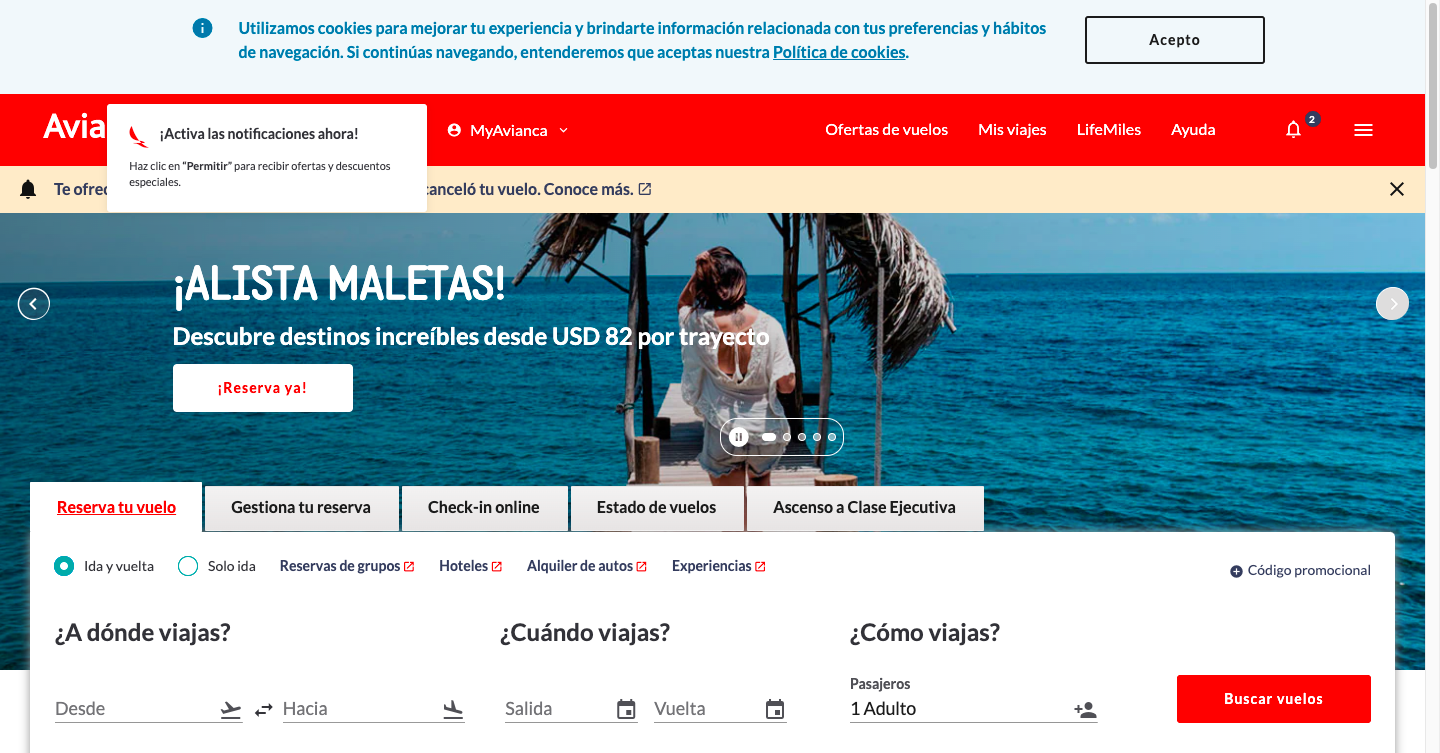 Utilizamos cookies para mejorar tu experiencia y brindarte información relacionada con tus preferencias y hábitos
de navegación. Si continúas navegando, entenderemos que aceptas nuestra Política de cookies.
Acepto
Avia
¡Activa las notificaciones ahora!
Haz clic en “Permitir” para recibir ofertas y descuentos
especiales.
MyAvianca
Ofertas de vuelos
Mis viajes
LifeMiles
Ayuda
2
Te ofre
canceló tu vuelo. Conoce más.
¡ALISTA MALETAS!
Descubre destinos increíbles desde USD 82 por trayecto
¡Reserva ya!
Reserva tu vuelo
Gestiona tu reserva
Check-in online
Estado de vuelos
Ascenso a Clase Ejecutiva
Ida y vuelta
Solo ida
Reservas de grupos
Hoteles
Alquiler de autos
Experiencias
Código promocional
¿A dónde viajas?
¿Cuándo viajas?
¿Cómo viajas?
Desde
Hacia
Salida
Vuelta
Pasajeros
1 Adulto
Buscar vuelos